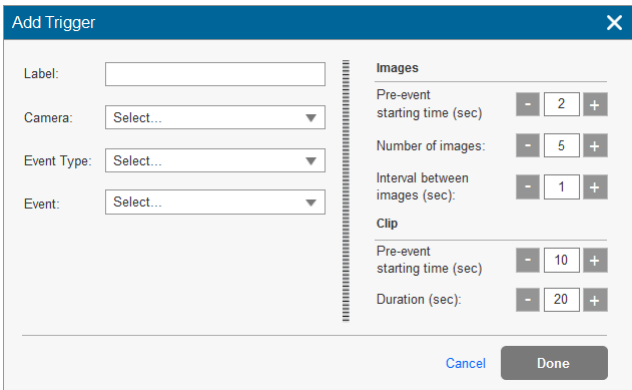 Add Trigger
Label:
Camera: Select...
Event Type: Select...
Event: Select...
Images
Pre-event
starting time (sec) - 2 +
Number of images: - 5 +
Interval between
images (sec): - 1 +
Clip
Pre-event
starting time (sec) - 10 +
Duration (sec): - 20 +
Cancel Done